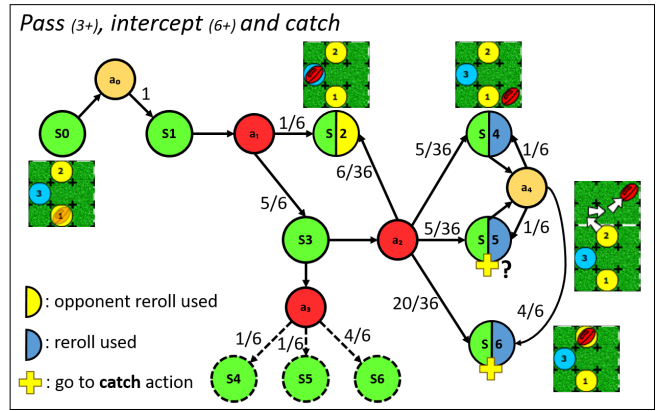 Pass (3+), intercept (6+) and catch
a₀
1
S0
S1
a₁
1/6
S 2
5/6
6/36
5/36
S 4
1/6
a₄
S3
a₂
5/36
S 5
1/6
?
20/36
4/6
S 6
a₃
1/6
1/6
4/6
S4
S5
S6
: opponent reroll used
: reroll used
: go to catch action
2
3
1
2
1
2
3
1
2
3
1
3
1